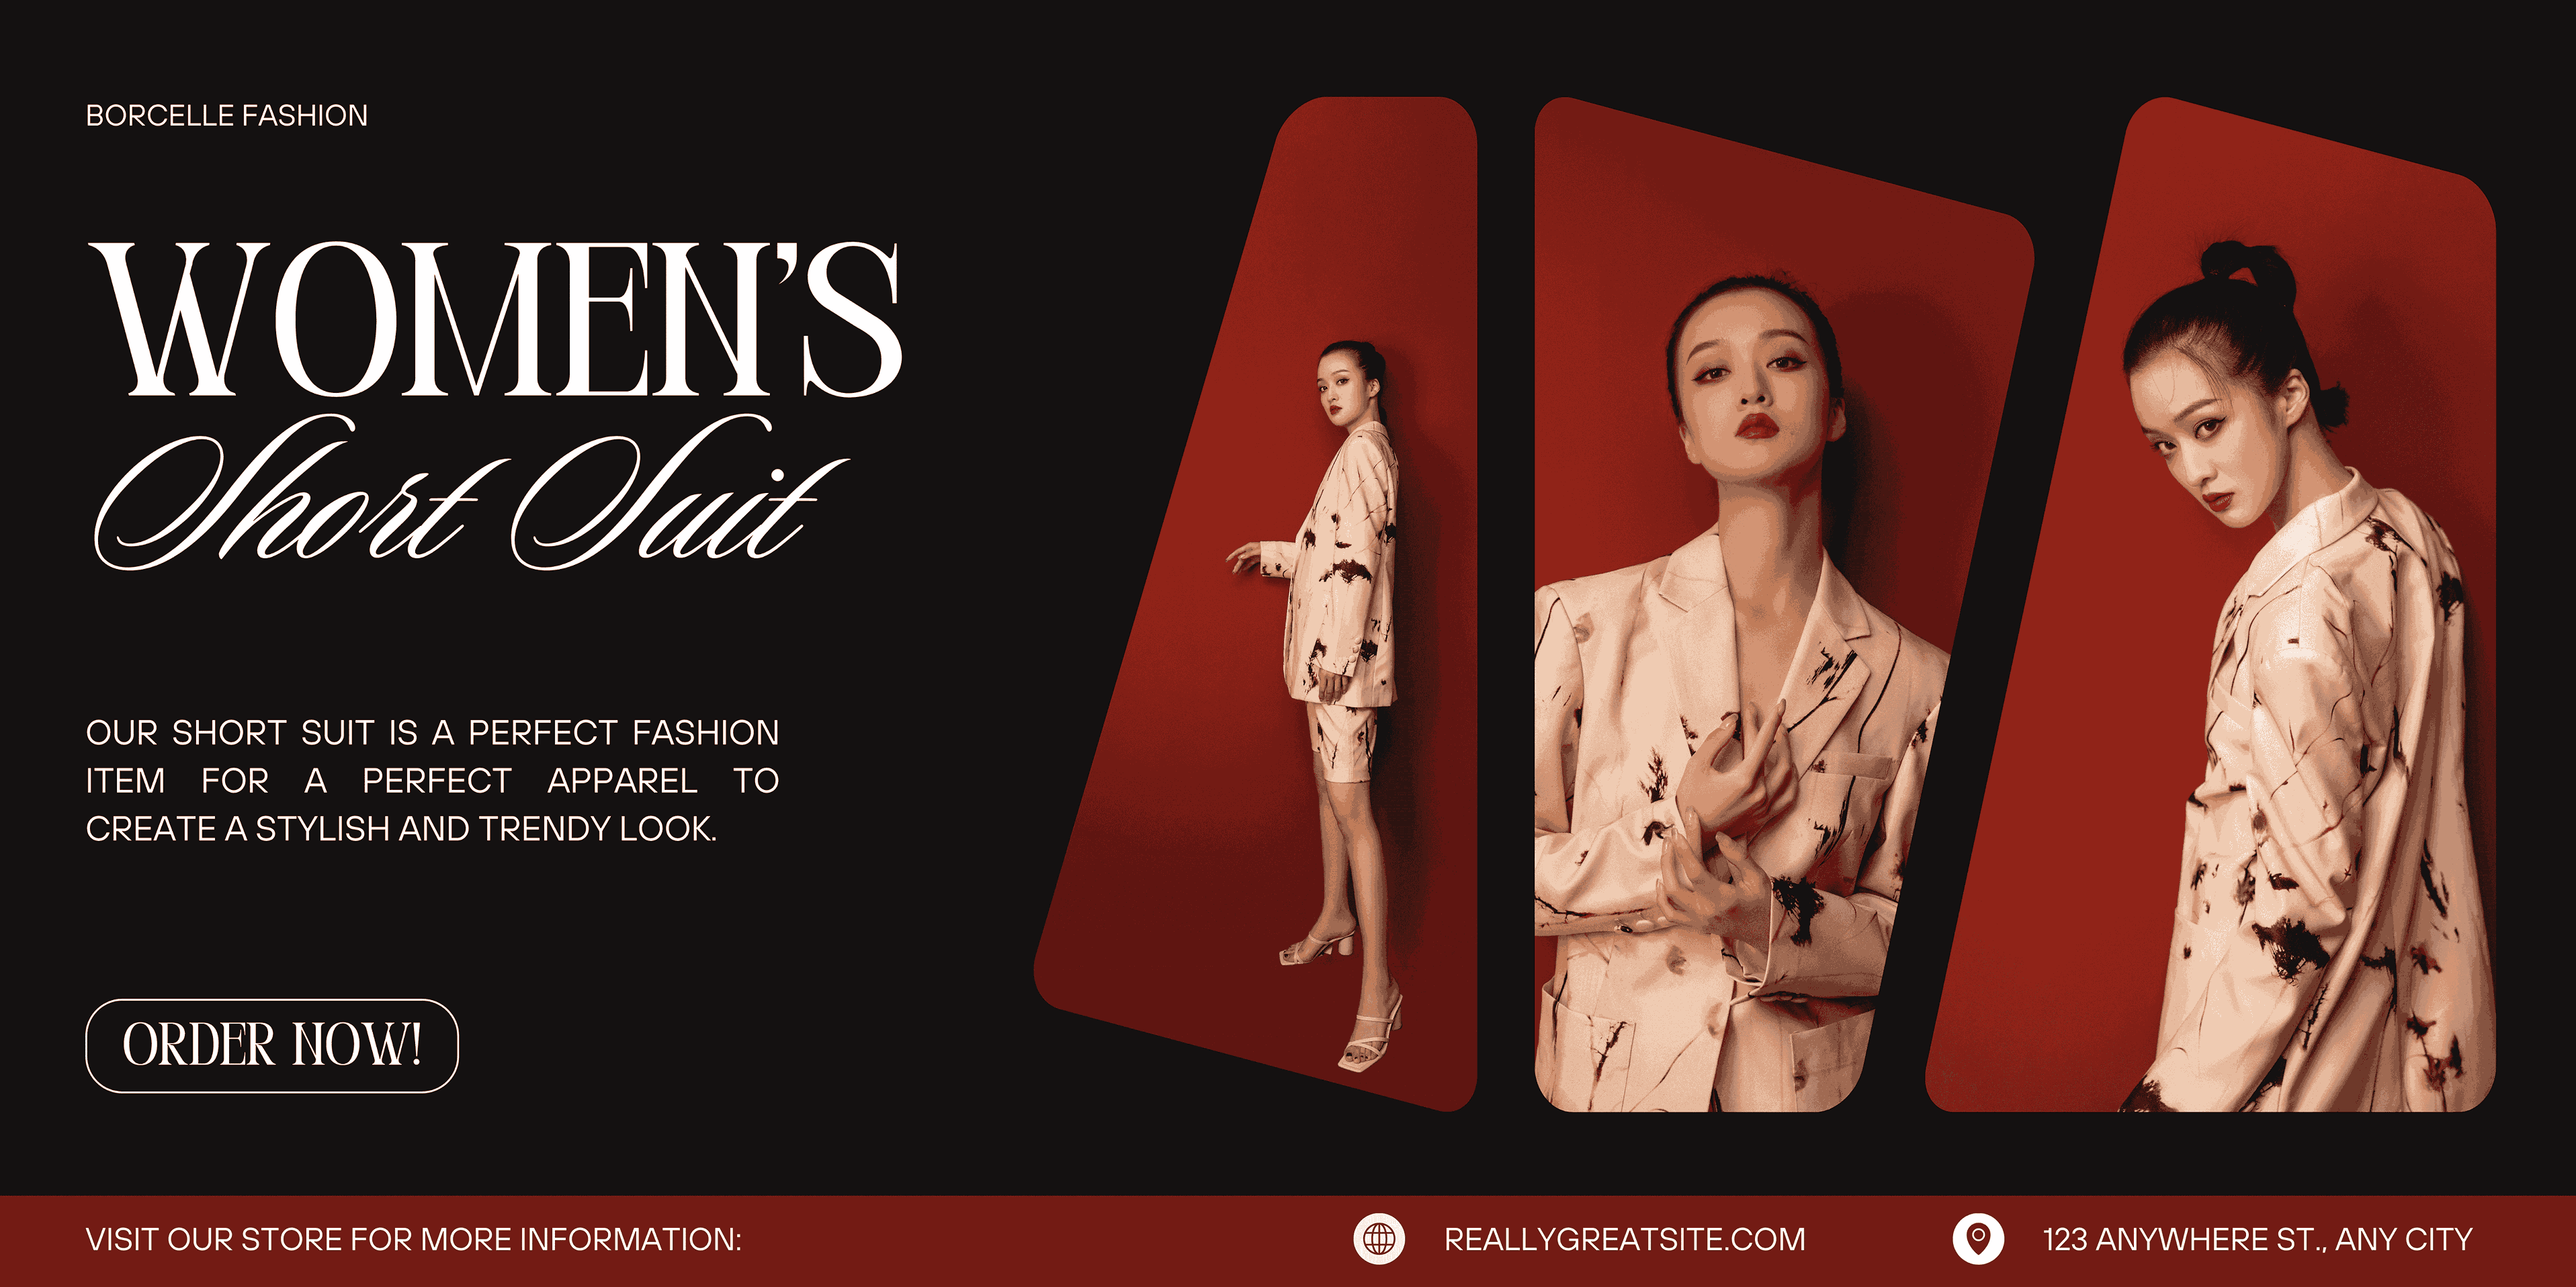 BORCELLE FASHION
WOMEN'S
Short Suit
OUR SHORT SUIT IS A PERFECT FASHION
ITEM FOR A PERFECT APPAREL TO
CREATE A STYLISH AND TRENDY LOOK.
ORDER NOW!
VISIT OUR STORE FOR MORE INFORMATION:
REALLYGREATSITE.COM
123 ANYWHERE ST., ANY CITY